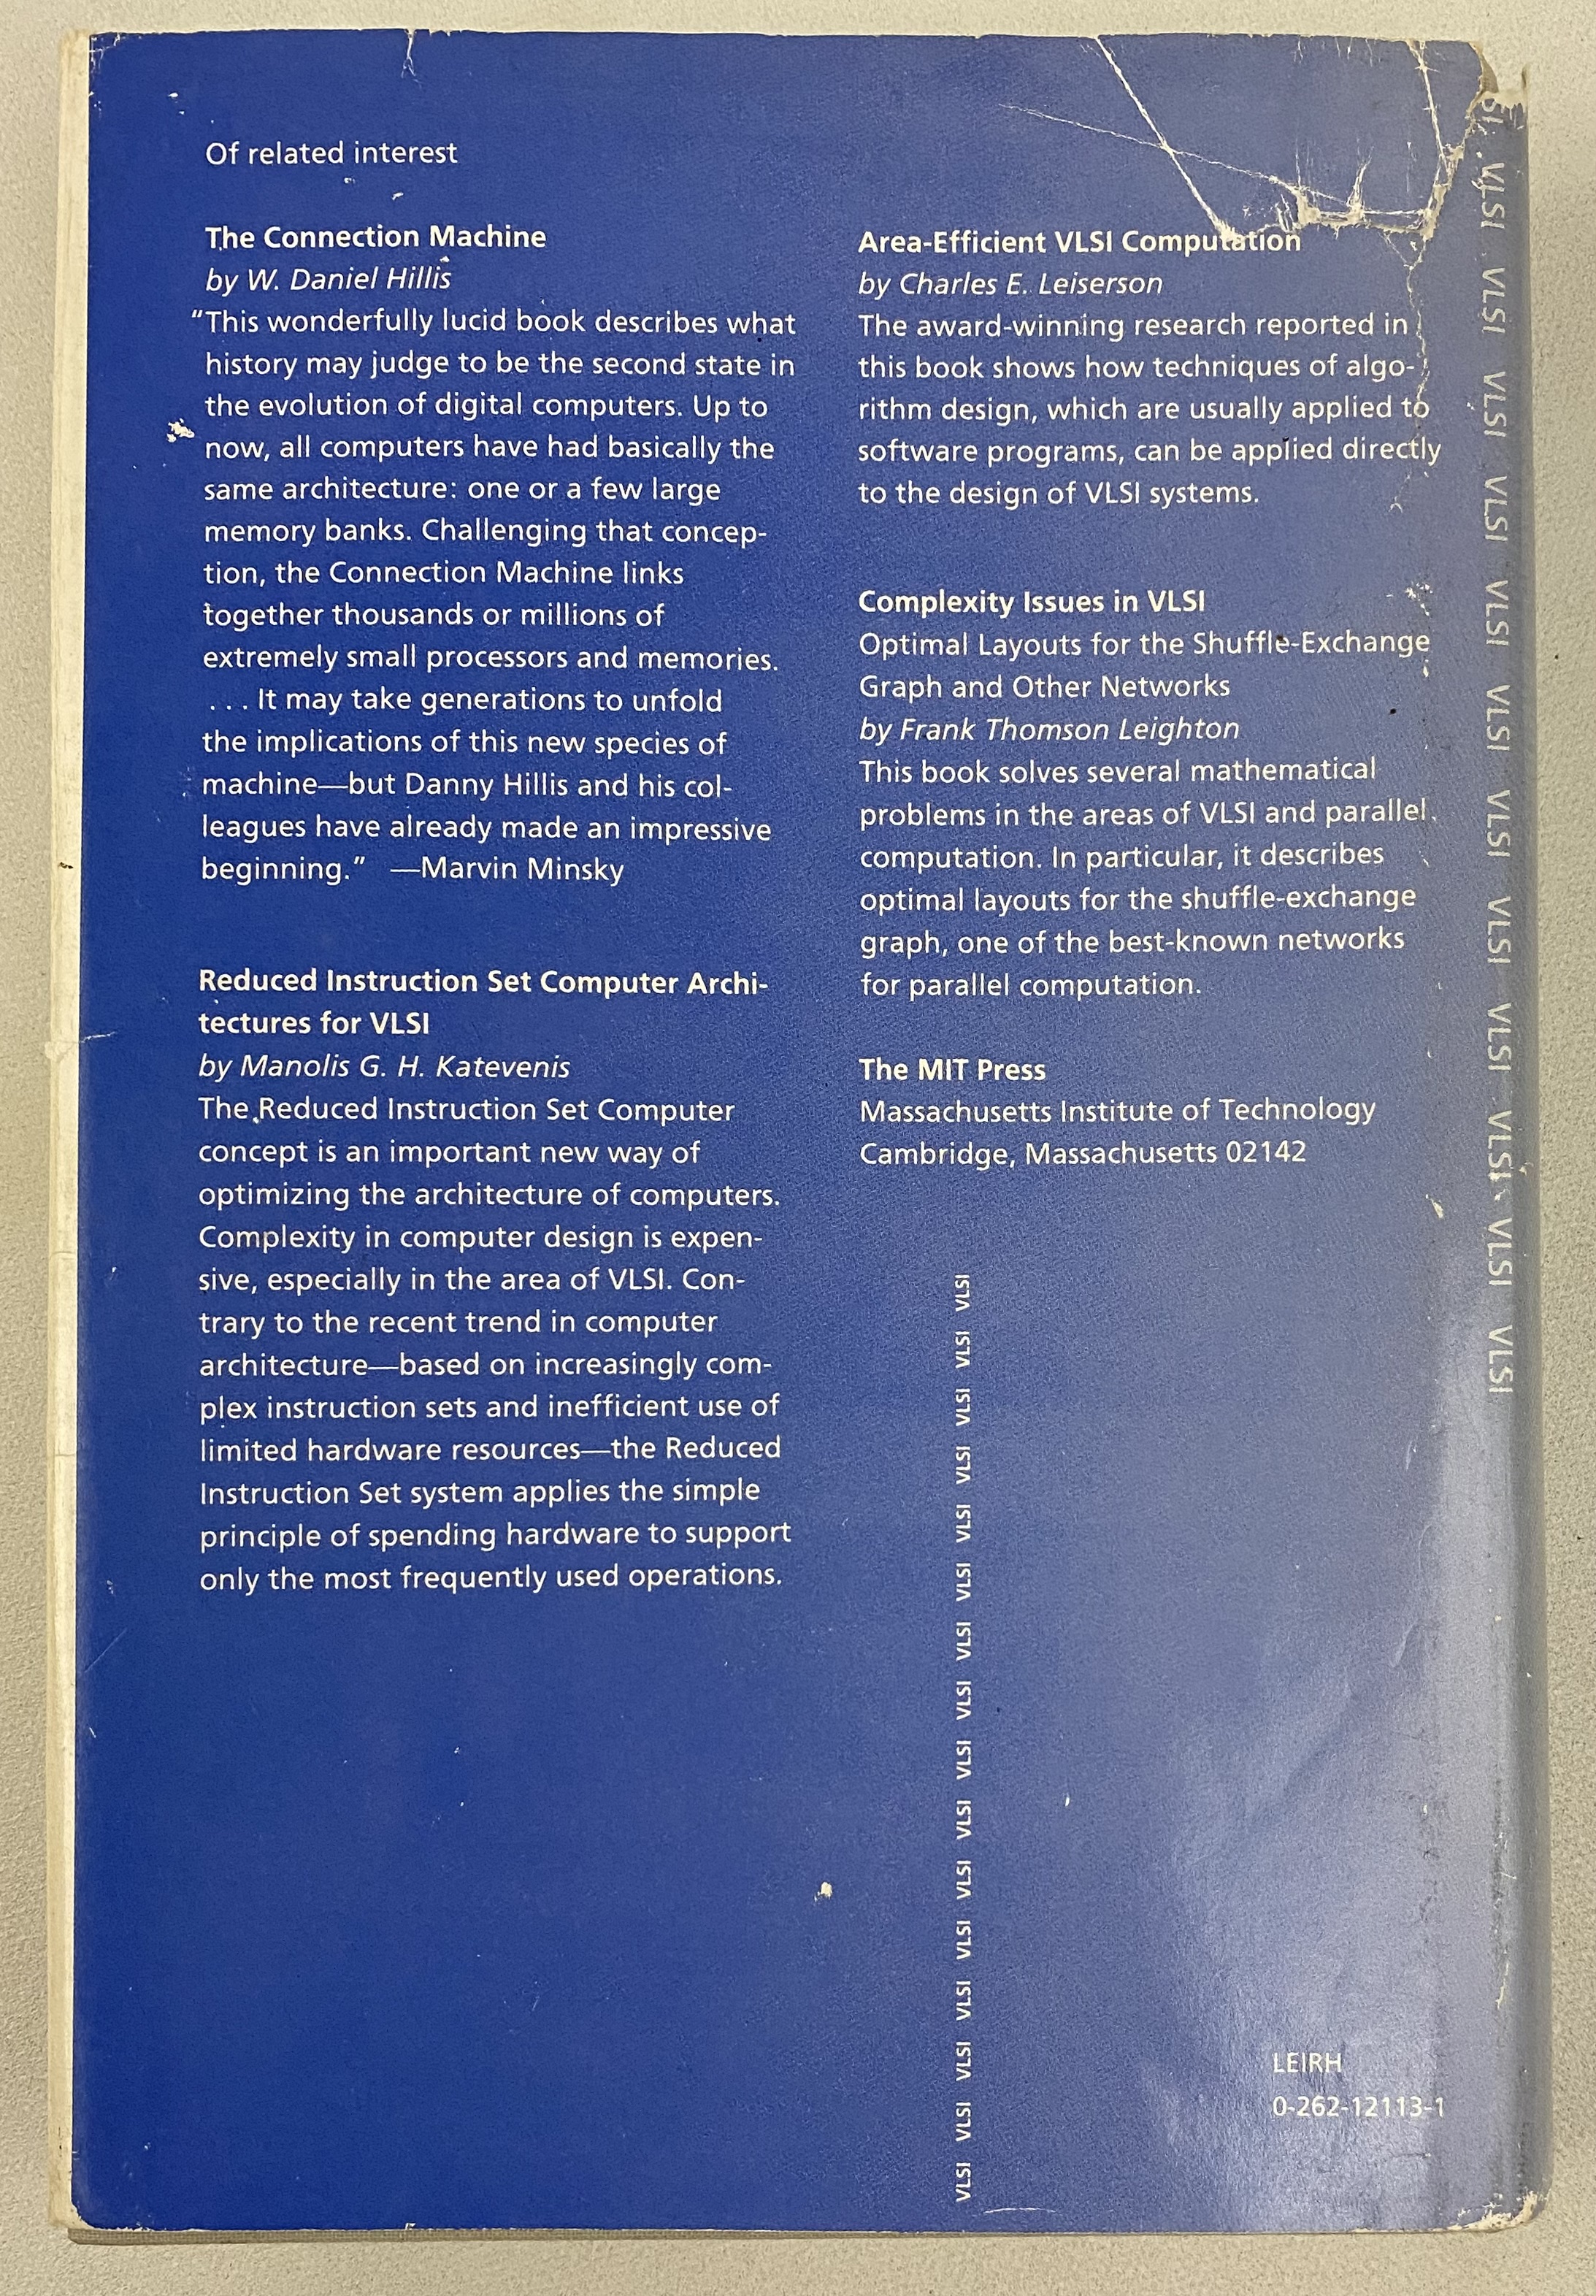 Of related interest
The Connection Machine
by W. Daniel Hillis
“This wonderfully lucid book describes what
history may judge to be the second state in
the evolution of digital computers. Up to
now, all computers have had basically the
same architecture: one or a few large
memory banks. Challenging that concep-
tion, the Connection Machine links
together thousands or millions of
extremely small processors and memories.
. . . It may take generations to unfold
the implications of this new species of
machine—but Danny Hillis and his col-
leagues have already made an impressive
beginning.” —Marvin Minsky
Reduced Instruction Set Computer Archi-
tectures for VLSI
by Manolis G. H. Katevenis
The Reduced Instruction Set Computer
concept is an important new way of
optimizing the architecture of computers.
Complexity in computer design is expen-
sive, especially in the area of VLSI. Con-
trary to the recent trend in computer
architecture—based on increasingly com-
plex instruction sets and inefficient use of
limited hardware resources—the Reduced
Instruction Set system applies the simple
principle of spending hardware to support
only the most frequently used operations.
Area-Efficient VLSI Computation
by Charles E. Leiserson
The award-winning research reported in
this book shows how techniques of algo-
rithm design, which are usually applied to
software programs, can be applied directly
to the design of VLSI systems.
Complexity Issues in VLSI
Optimal Layouts for the Shuffle-Exchange
Graph and Other Networks
by Frank Thomson Leighton
This book solves several mathematical
problems in the areas of VLSI and parallel
computation. In particular, it describes
optimal layouts for the shuffle-exchange
graph, one of the best-known networks
for parallel computation.
The MIT Press
Massachusetts Institute of Technology
Cambridge, Massachusetts 02142
VLSI VLSI VLSI VLSI VLSI VLSI VLSI VLSI VLSI VLSI VLSI VLSI VLSI VLSI VLSI VLSI
LEIRH
0-262-12113-1
VLSI VLSI VLSI VLSI VLSI VLSI VLSI VLSI VLSI VLSI VLSI VLSI